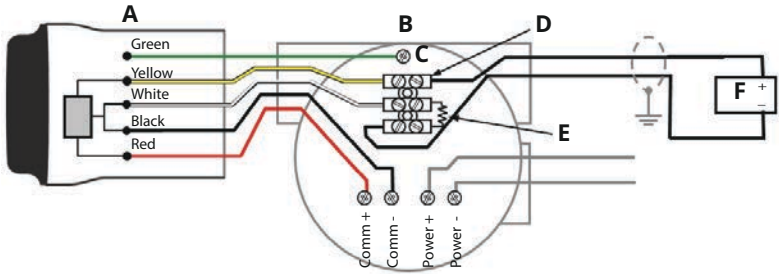 A
B
D
Green
C
Yellow
White
F
+
−
Black
E
Red
Comm +
Comm -
Power +
Power -